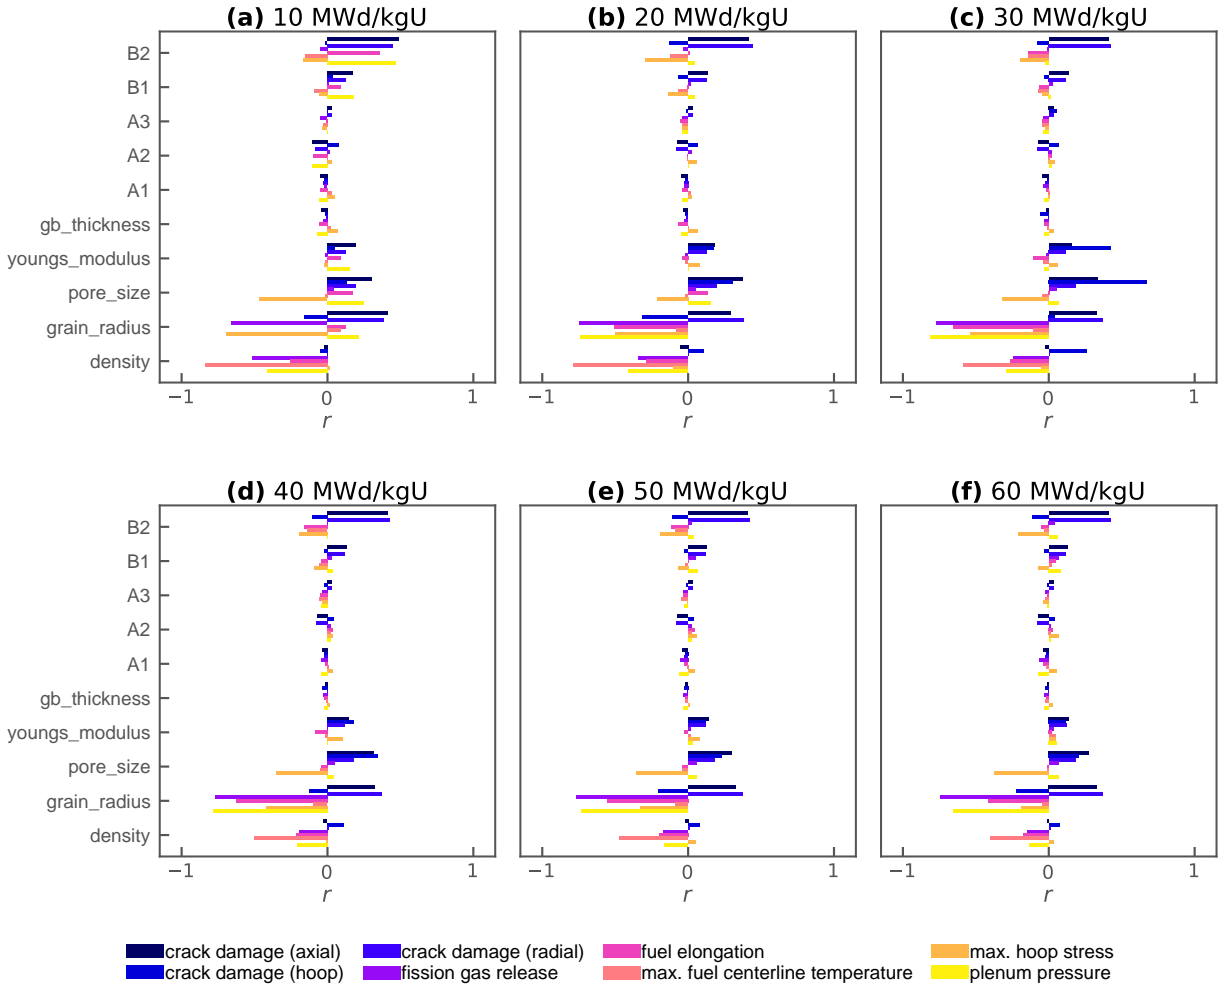 (a) 10 MWd/kgU (b) 20 MWd/kgU (c) 30 MWd/kgU
B2
B1
A3
A2
A1
gb_thickness
youngs_modulus
pore_size
grain_radius
density
−1 0 1 −1 0 1 −1 0 1
r r r
(d) 40 MWd/kgU (e) 50 MWd/kgU (f) 60 MWd/kgU
B2
B1
A3
A2
A1
gb_thickness
youngs_modulus
pore_size
grain_radius
density
−1 0 1 −1 0 1 −1 0 1
r r r
crack damage (axial) crack damage (radial) fuel elongation max. hoop stress
crack damage (hoop) fission gas release max. fuel centerline temperature plenum pressure